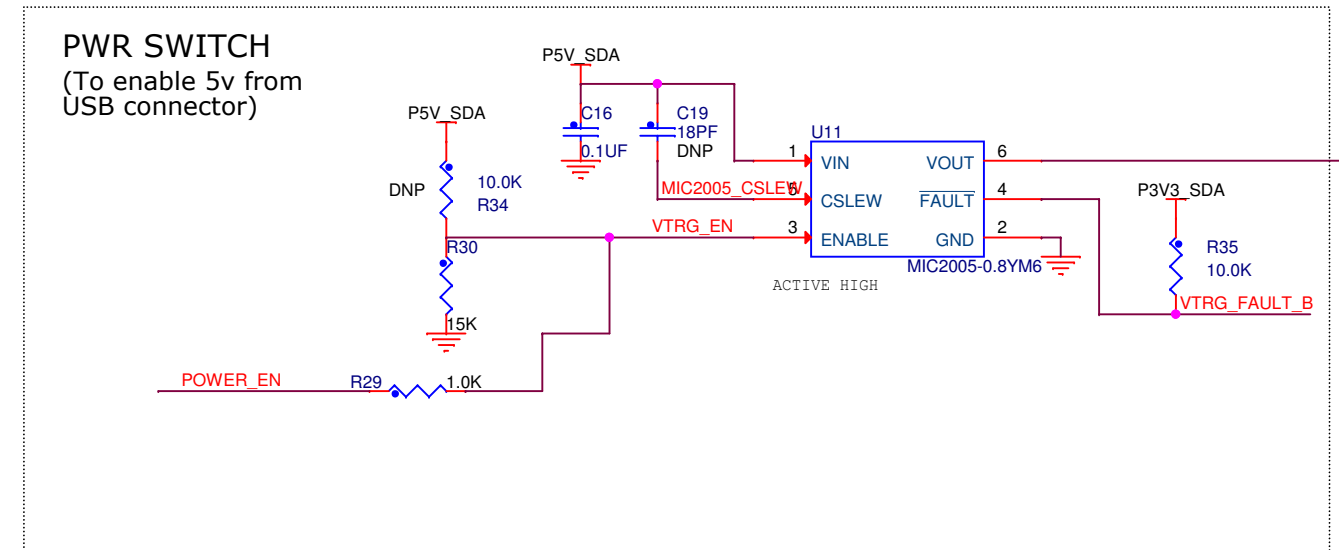 PWR SWITCH
(To enable 5v from
USB connector)
P5V_SDA
P5V_SDA
C16
0.1UF
C19
18PF
DNP
DNP
10.0K
R34
R30
15K
MIC2005_CSLEW
VTRG_EN
U11
1
VIN
VOUT
6
5
CSLEW
FAULT
4
3
ENABLE
GND
2
MIC2005-0.8YM6
ACTIVE HIGH
P3V3_SDA
R35
10.0K
VTRG_FAULT_B
POWER_EN
R29
1.0K